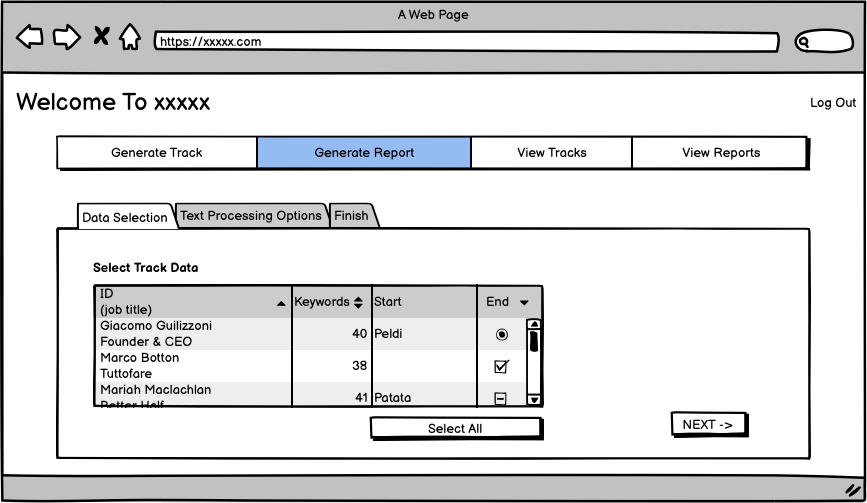 A Web Page
https://xxxxx.com
Welcome To xxxxx
Log Out
Generate Track Generate Report View Tracks View Reports
Data Selection Text Processing Options Finish
Select Track Data
ID
(job title) Keywords Start End
Giacomo Guilizzoni
Founder & CEO 40 Peldi
Marco Botton
Tuttofare 38
Mariah Maclachlan
Better Half 41 Patata
Select All
NEXT ->